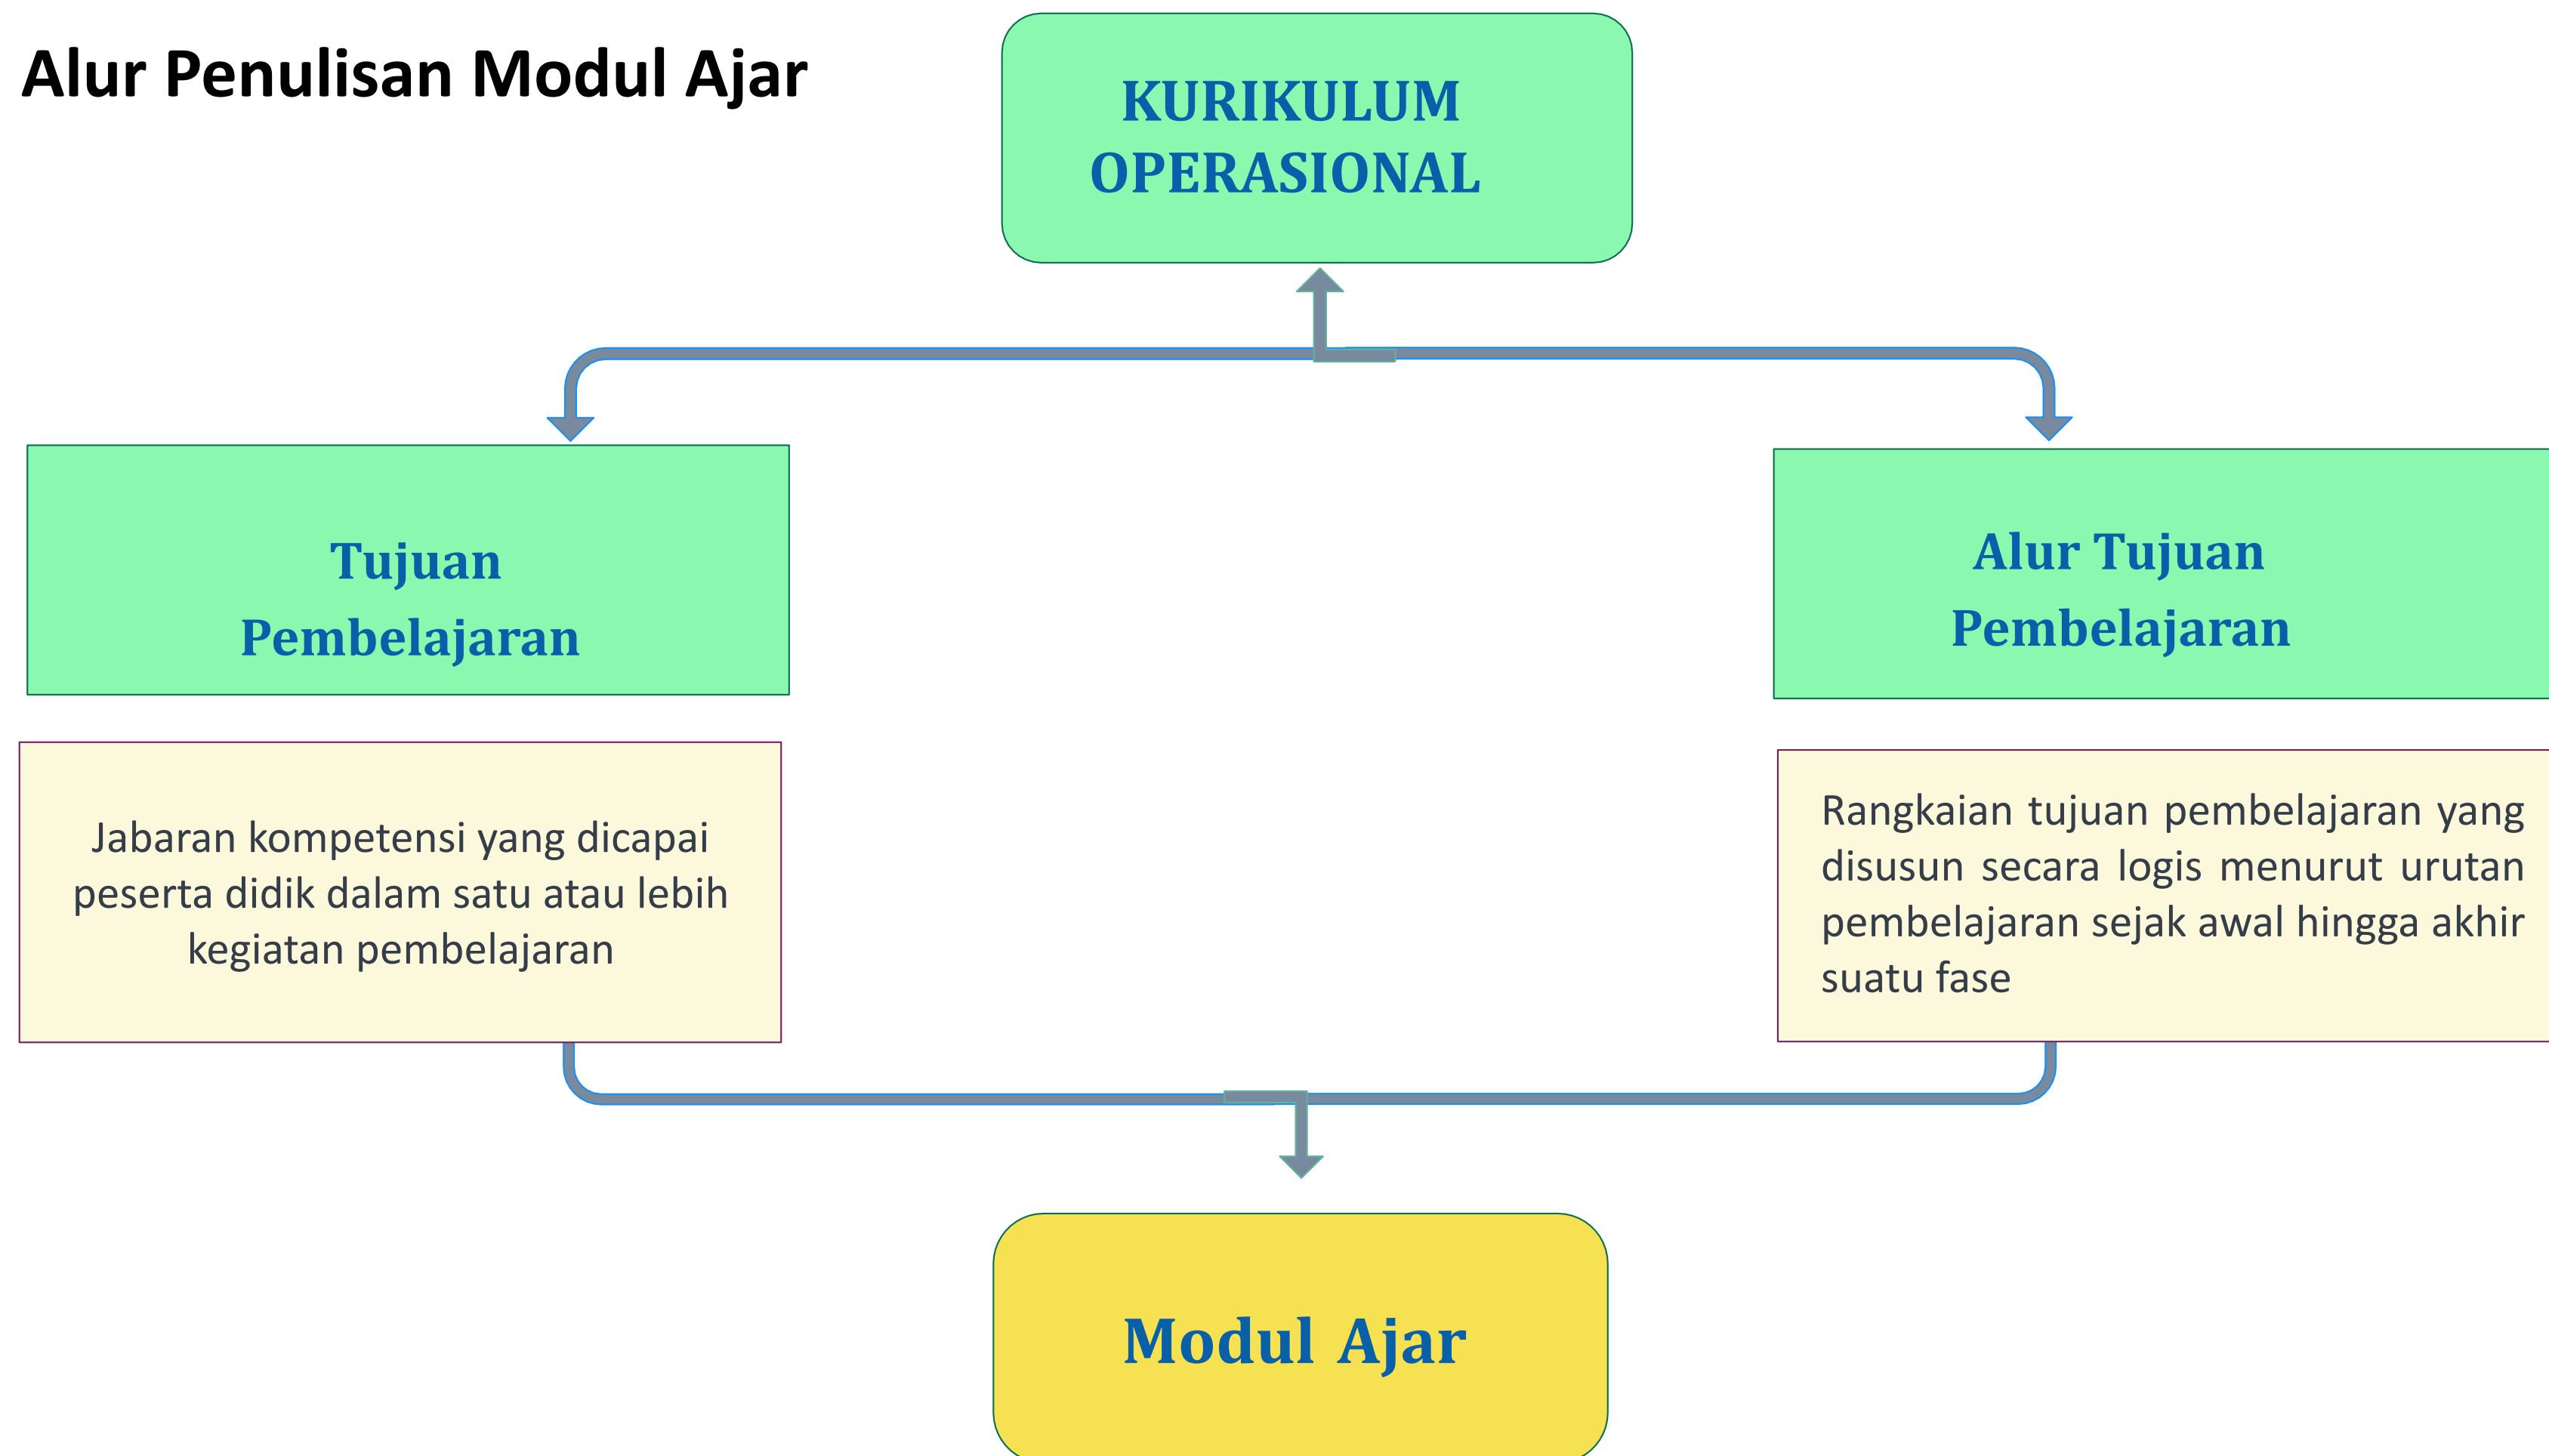 Alur Penulisan Modul Ajar
KURIKULUM
OPERASIONAL
Tujuan
Pembelajaran
Alur Tujuan
Pembelajaran
Jabaran kompetensi yang dicapai
peserta didik dalam satu atau lebih
kegiatan pembelajaran
Rangkaian tujuan pembelajaran yang
disusun secara logis menurut urutan
pembelajaran sejak awal hingga akhir
suatu fase
Modul Ajar